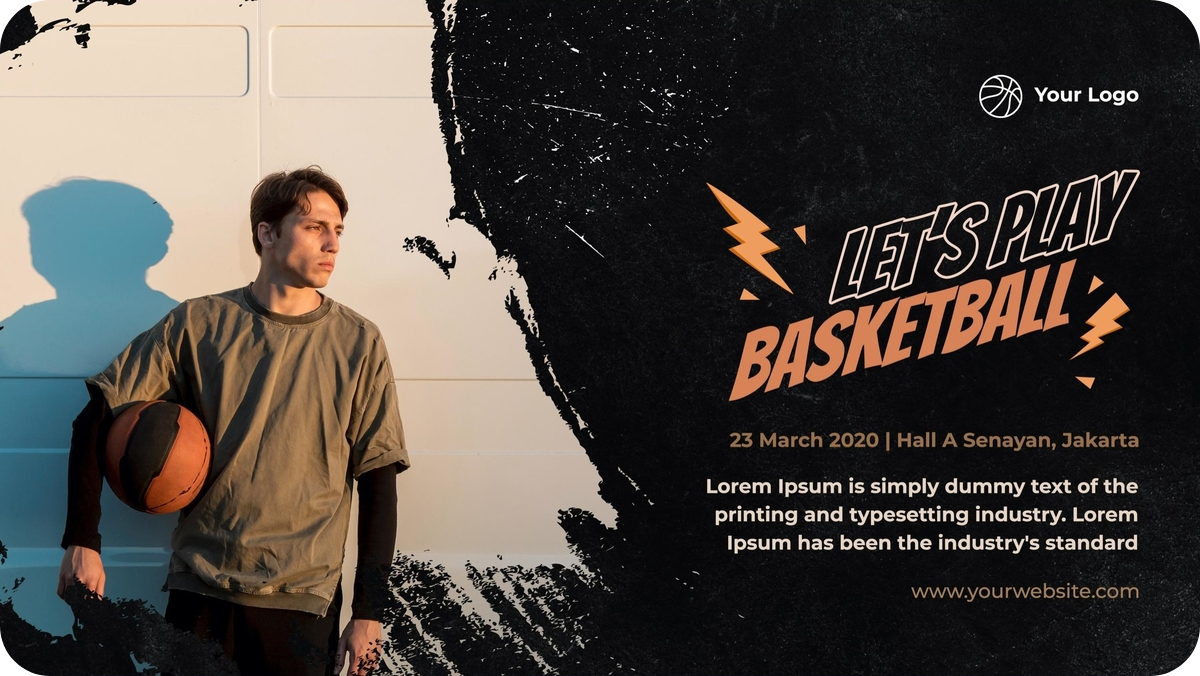 Your Logo
LET'S PLAY
BASKETBALL
23 March 2020 | Hall A Senayan, Jakarta
Lorem Ipsum is simply dummy text of the
printing and typesetting industry. Lorem
Ipsum has been the industry's standard
www.yourwebsite.com